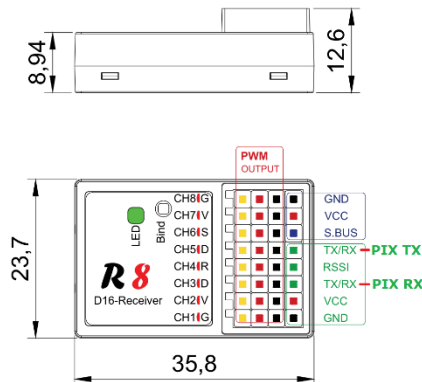 8,94
12,6
PWM
OUTPUT
CH8 G
CH7 V
CH6 S
CH5 D
CH4 R
CH3 D
CH2 V
CH1 G
LED
Bind
R8
D16-Receiver
GND
VCC
S.BUS
TX/RX PIX TX
RSSI
TX/RX PIX RX
VCC
GND
23,7
35,8